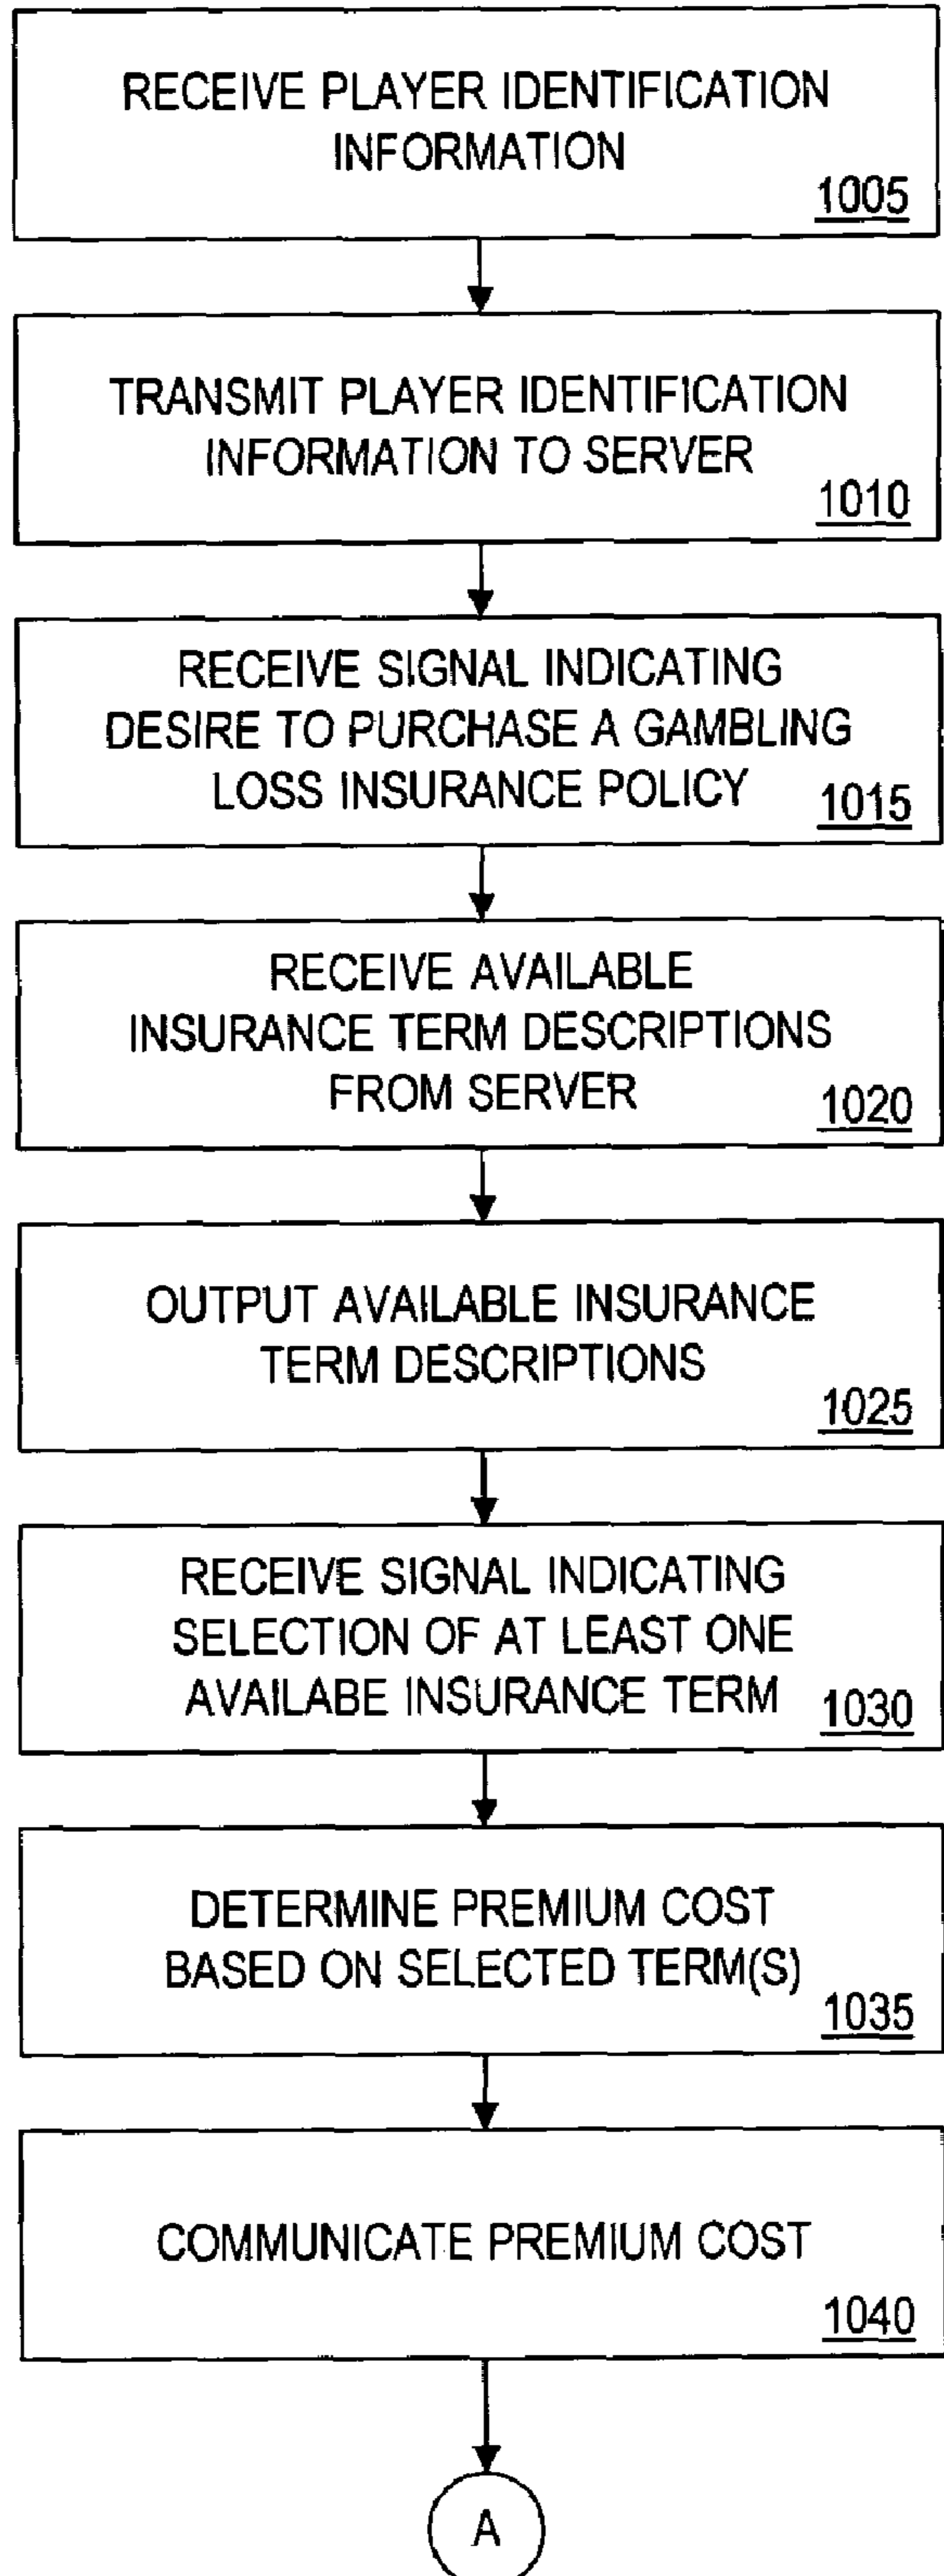 RECEIVE PLAYER IDENTIFICATION
INFORMATION
1005
TRANSMIT PLAYER IDENTIFICATION
INFORMATION TO SERVER
1010
RECEIVE SIGNAL INDICATING
DESIRE TO PURCHASE A GAMBLING
LOSS INSURANCE POLICY
1015
RECEIVE AVAILABLE
INSURANCE TERM DESCRIPTIONS
FROM SERVER
1020
OUTPUT AVAILABLE INSURANCE
TERM DESCRIPTIONS
1025
RECEIVE SIGNAL INDICATING
SELECTION OF AT LEAST ONE
AVAILABE INSURANCE TERM
1030
DETERMINE PREMIUM COST
BASED ON SELECTED TERM(S)
1035
COMMUNICATE PREMIUM COST
1040
A